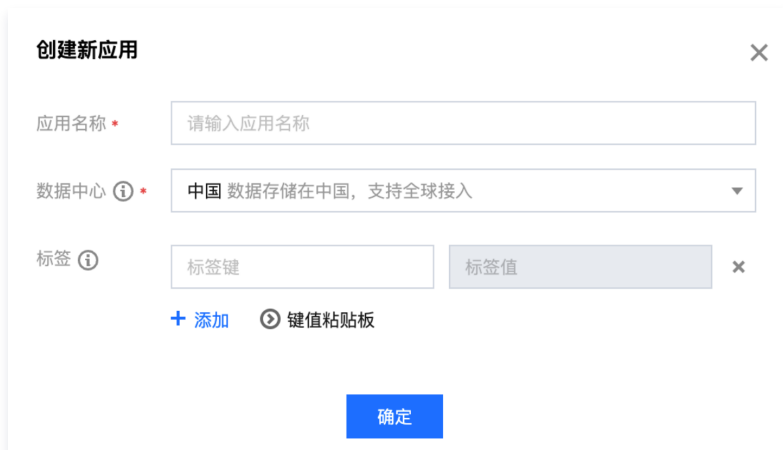 创建新应用
应用名称 *
请输入应用名称
数据中心 *
中国 数据存储在中国，支持全球接入
标签
标签键
标签值
+ 添加
键值粘贴板
确定